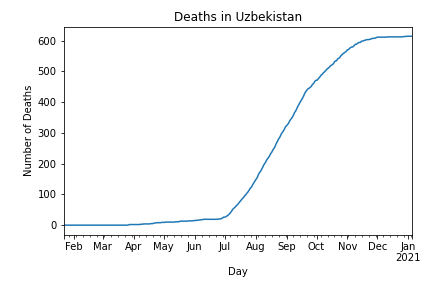 Deaths in Uzbekistan
Number of Deaths
600
500
400
300
200
100
0
Feb Mar Apr May Jun Jul Aug Sep Oct Nov Dec Jan
2021
Day